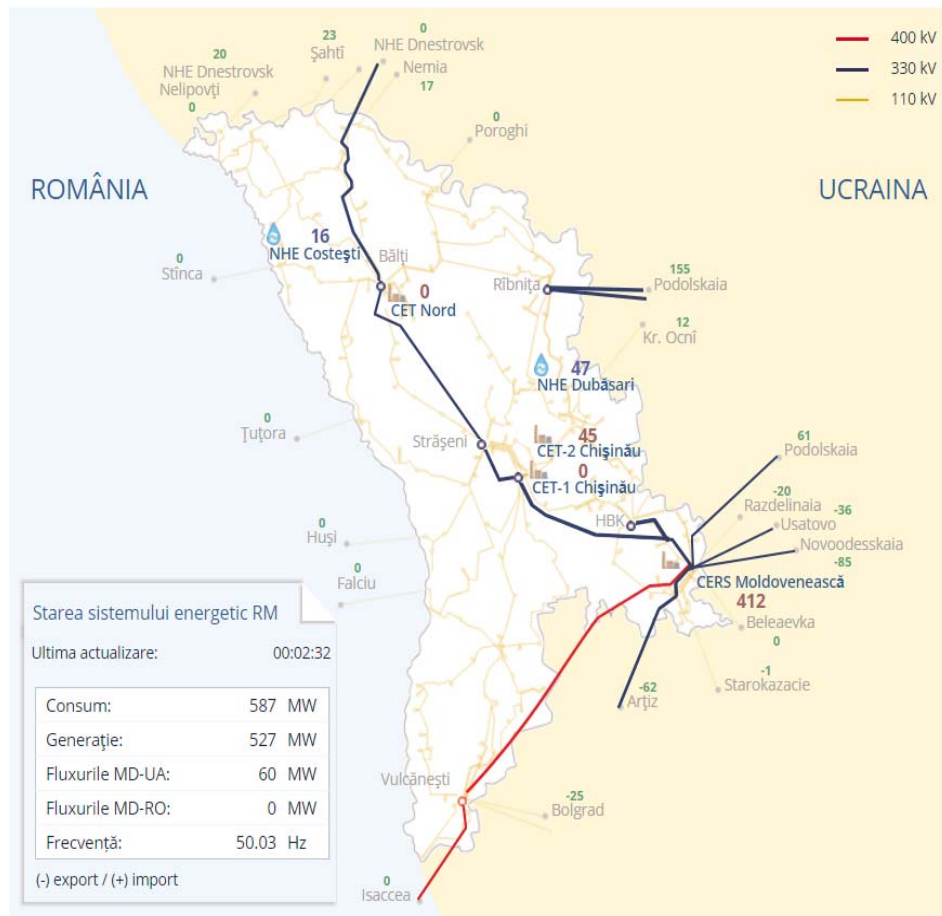 0
23
Şahtî
NHE Dnestrovsk
20
NHE Dnestrovsk
Nemia
17
Nelipovţi
0
0
Poroghi
400 kV
330 kV
110 kV
ROMÂNIA
UCRAINA
16
NHE Costeşti
0
Stînca
Bălţi
0
CET Nord
Rîbniţa
155
Podolskaia
12
Kr. Ocnî
47
NHE Dubăsari
0
Ţuţora
Străşeni
45
CET-2 Chişinău
0
CET-1 Chişinău
61
Podolskaia
-20
Razdelinaia
-36
Usatovo
Novoodesskaia
-85
HBK
0
Huşi
0
Falciu
CERS Moldovenească
412
Beleaevka
0
-1
Starokazacie
-62
Arţiz
Vulcăneşti
-25
Bolgrad
0
Isaccea
Starea sistemului energetic RM
Ultima actualizare: 00:02:32
Consum: 587 MW
Generaţie: 527 MW
Fluxurile MD-UA: 60 MW
Fluxurile MD-RO: 0 MW
Frecvenţă: 50.03 Hz
(-) export / (+) import